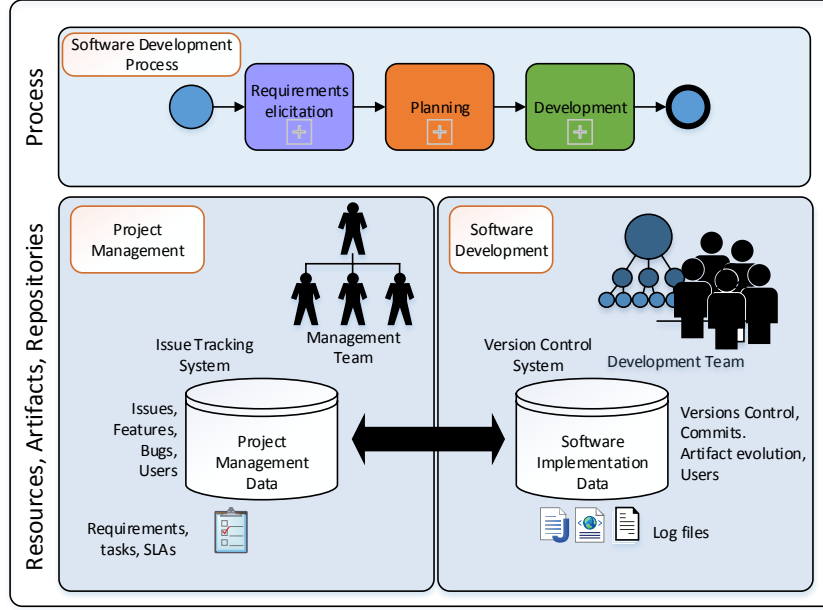 Process
Software Development
Process
Requirements
elicitation
Planning
Development
Resources, Artifacts, Repositories
Project
Management
Management
Team
Issue Tracking
System
Issues,
Features,
Bugs,
Users
Project
Management
Data
Requirements,
tasks, SLAs
Software
Development
Development Team
Version Control
System
Software
Implementation
Data
Versions Control,
Commits.
Artifact evolution,
Users
Log files